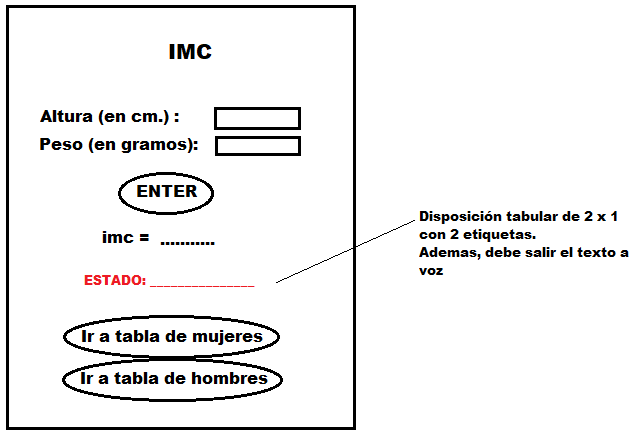 IMC
Altura (en cm.) :
Peso (en gramos):
ENTER
imc = ...........
ESTADO: _______________
Ir a tabla de mujeres
Ir a tabla de hombres
Disposición tabular de 2 x 1
con 2 etiquetas.
Ademas, debe salir el texto a
voz